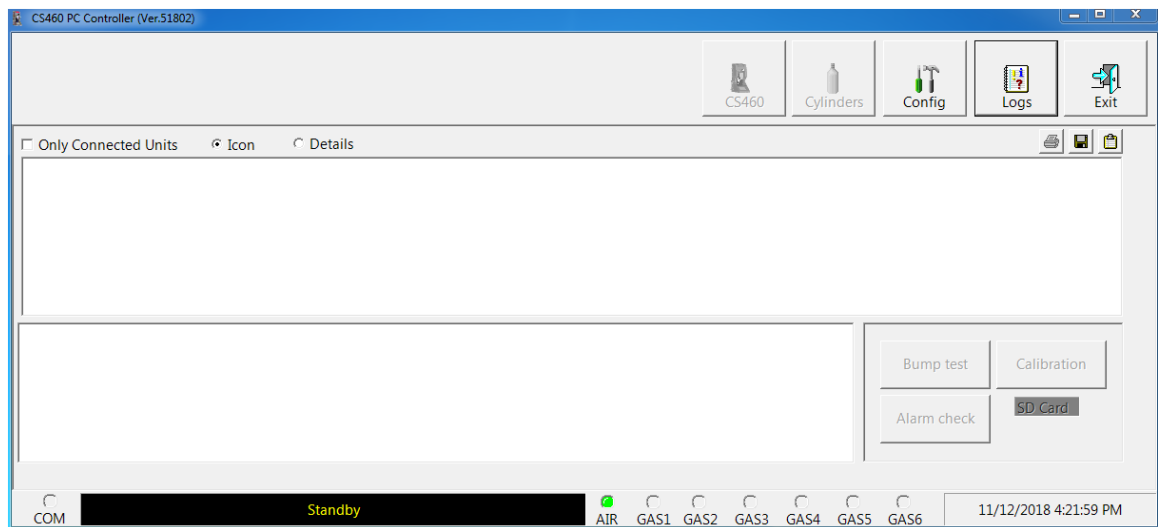 CS460 PC Controller (Ver.51802)
CS460 Cylinders Config Logs Exit
Only Connected Units Icon Details
Bump test Calibration
Alarm check SD Card
COM Standby AIR GAS1 GAS2 GAS3 GAS4 GAS5 GAS6 11/12/2018 4:21:59 PM